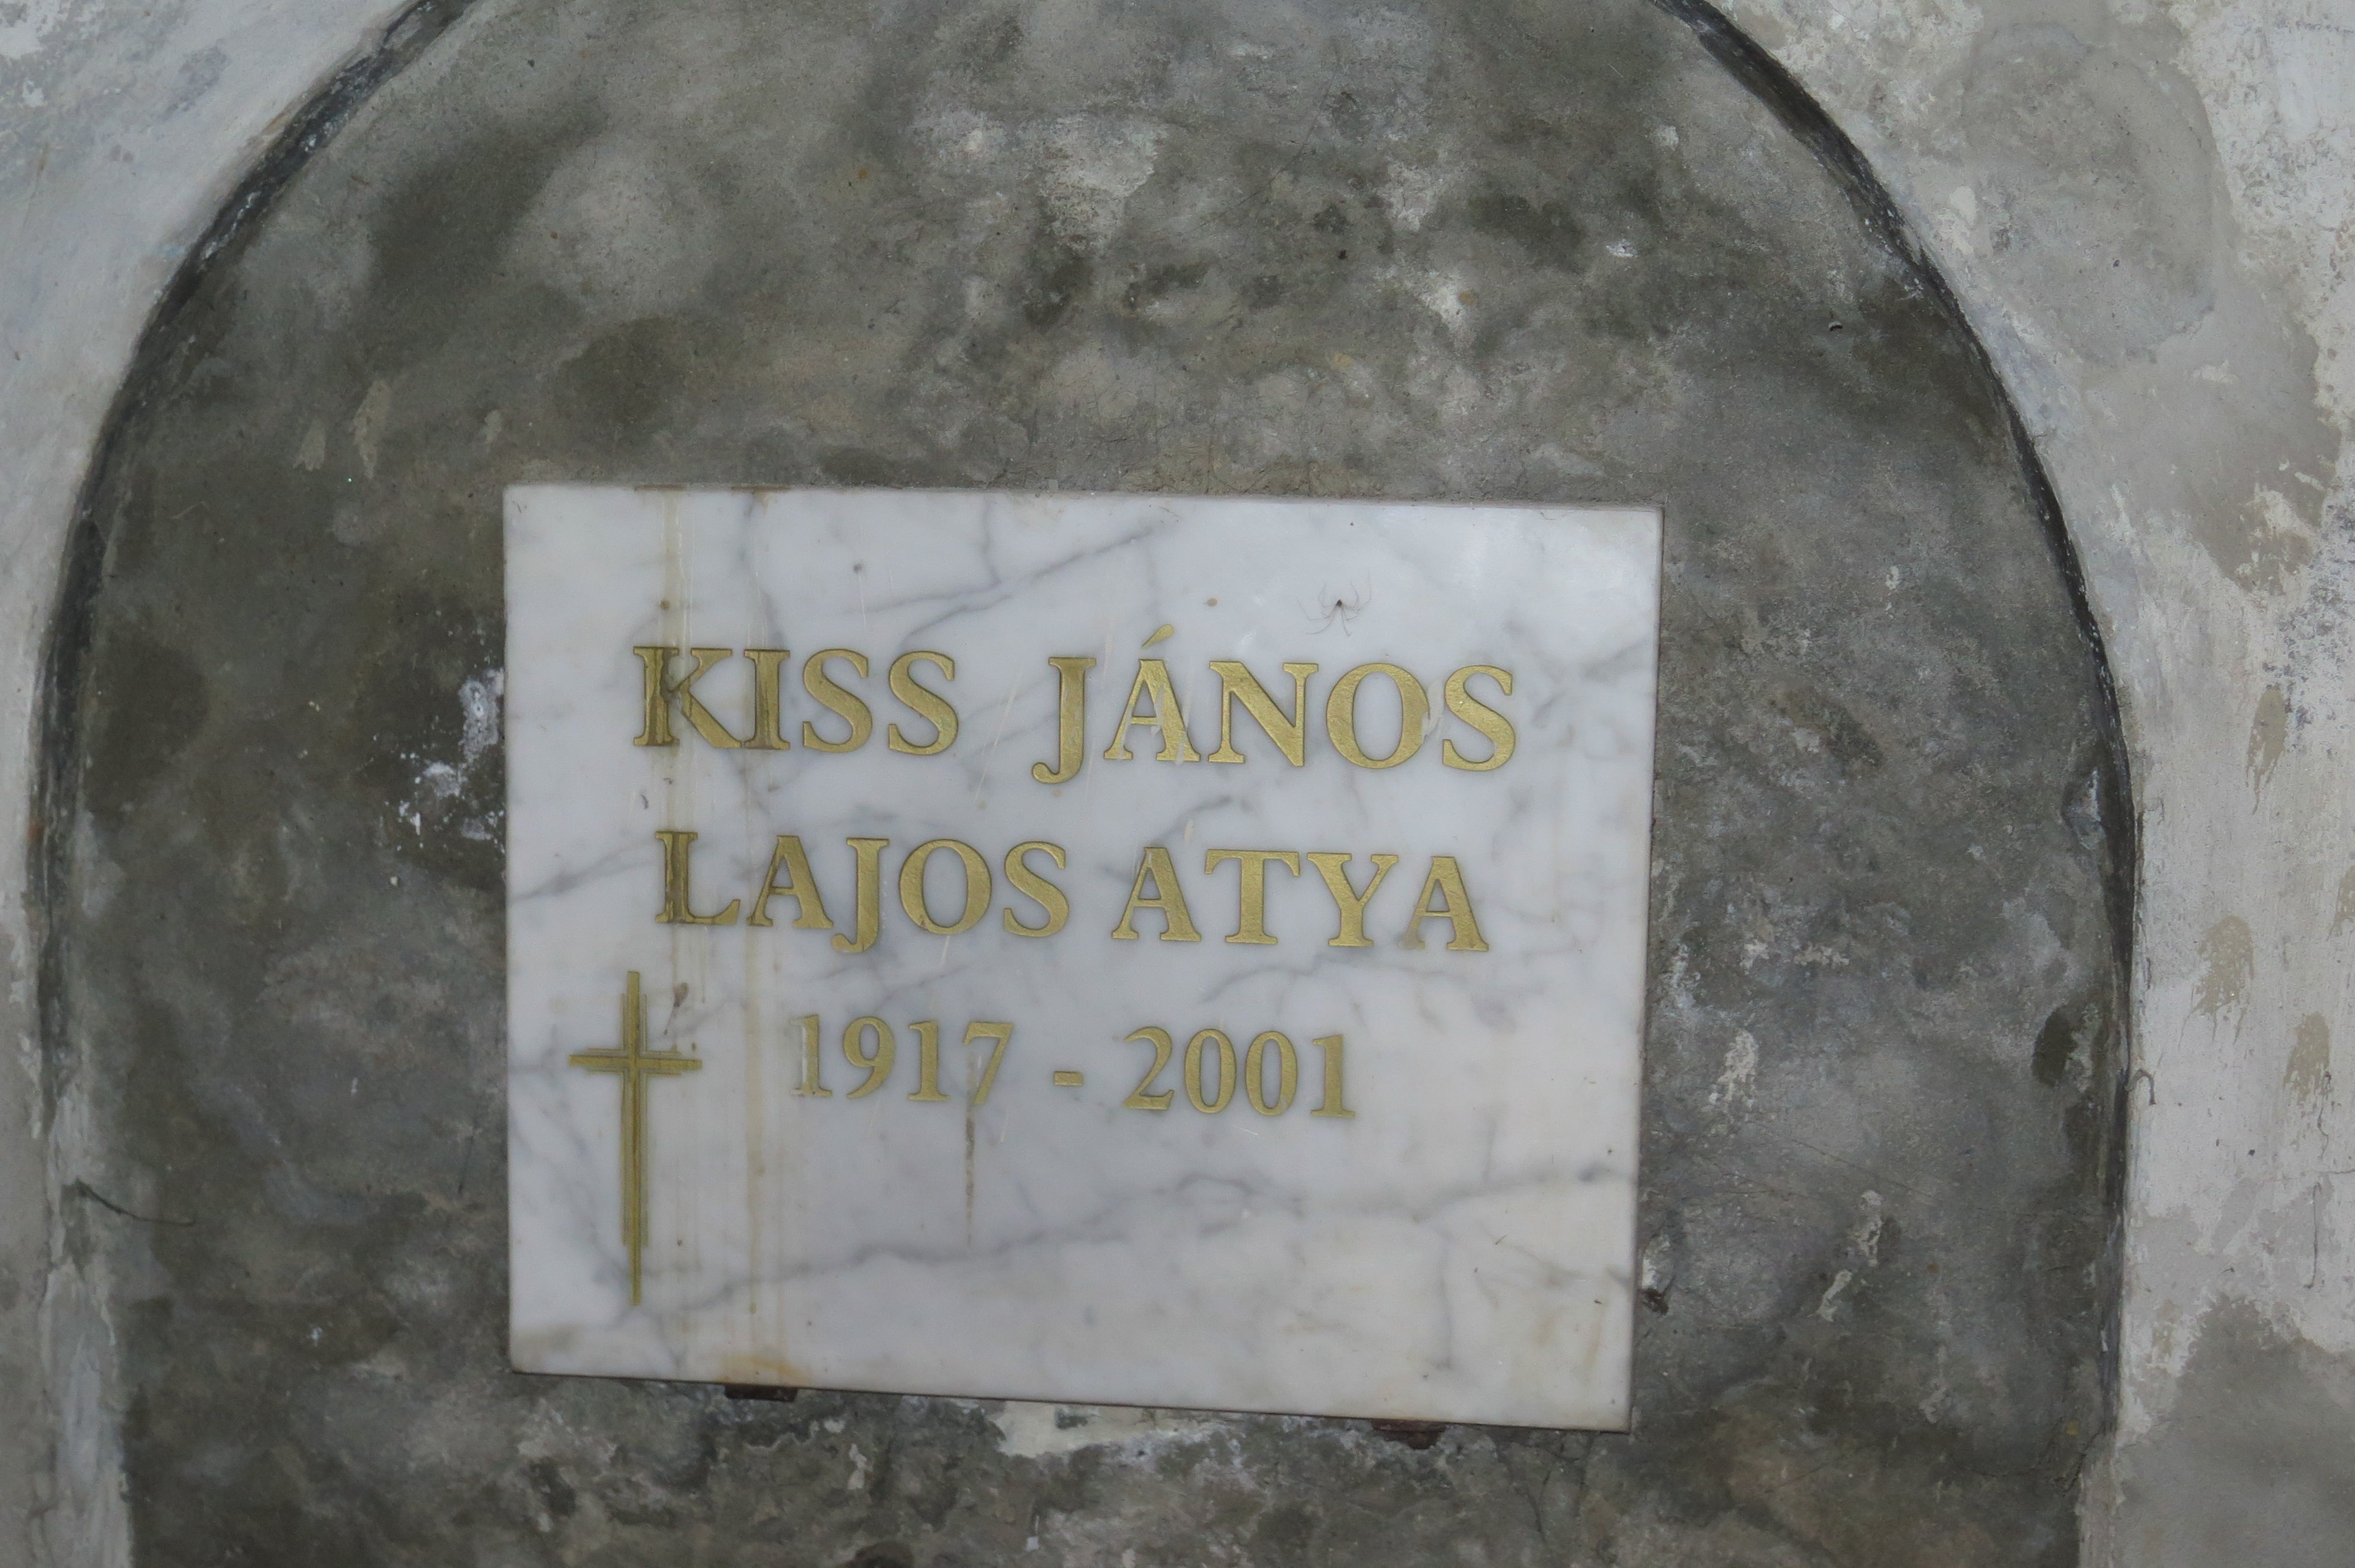 KISS JÁNOS
LAJOS ATYA
1917 - 2001